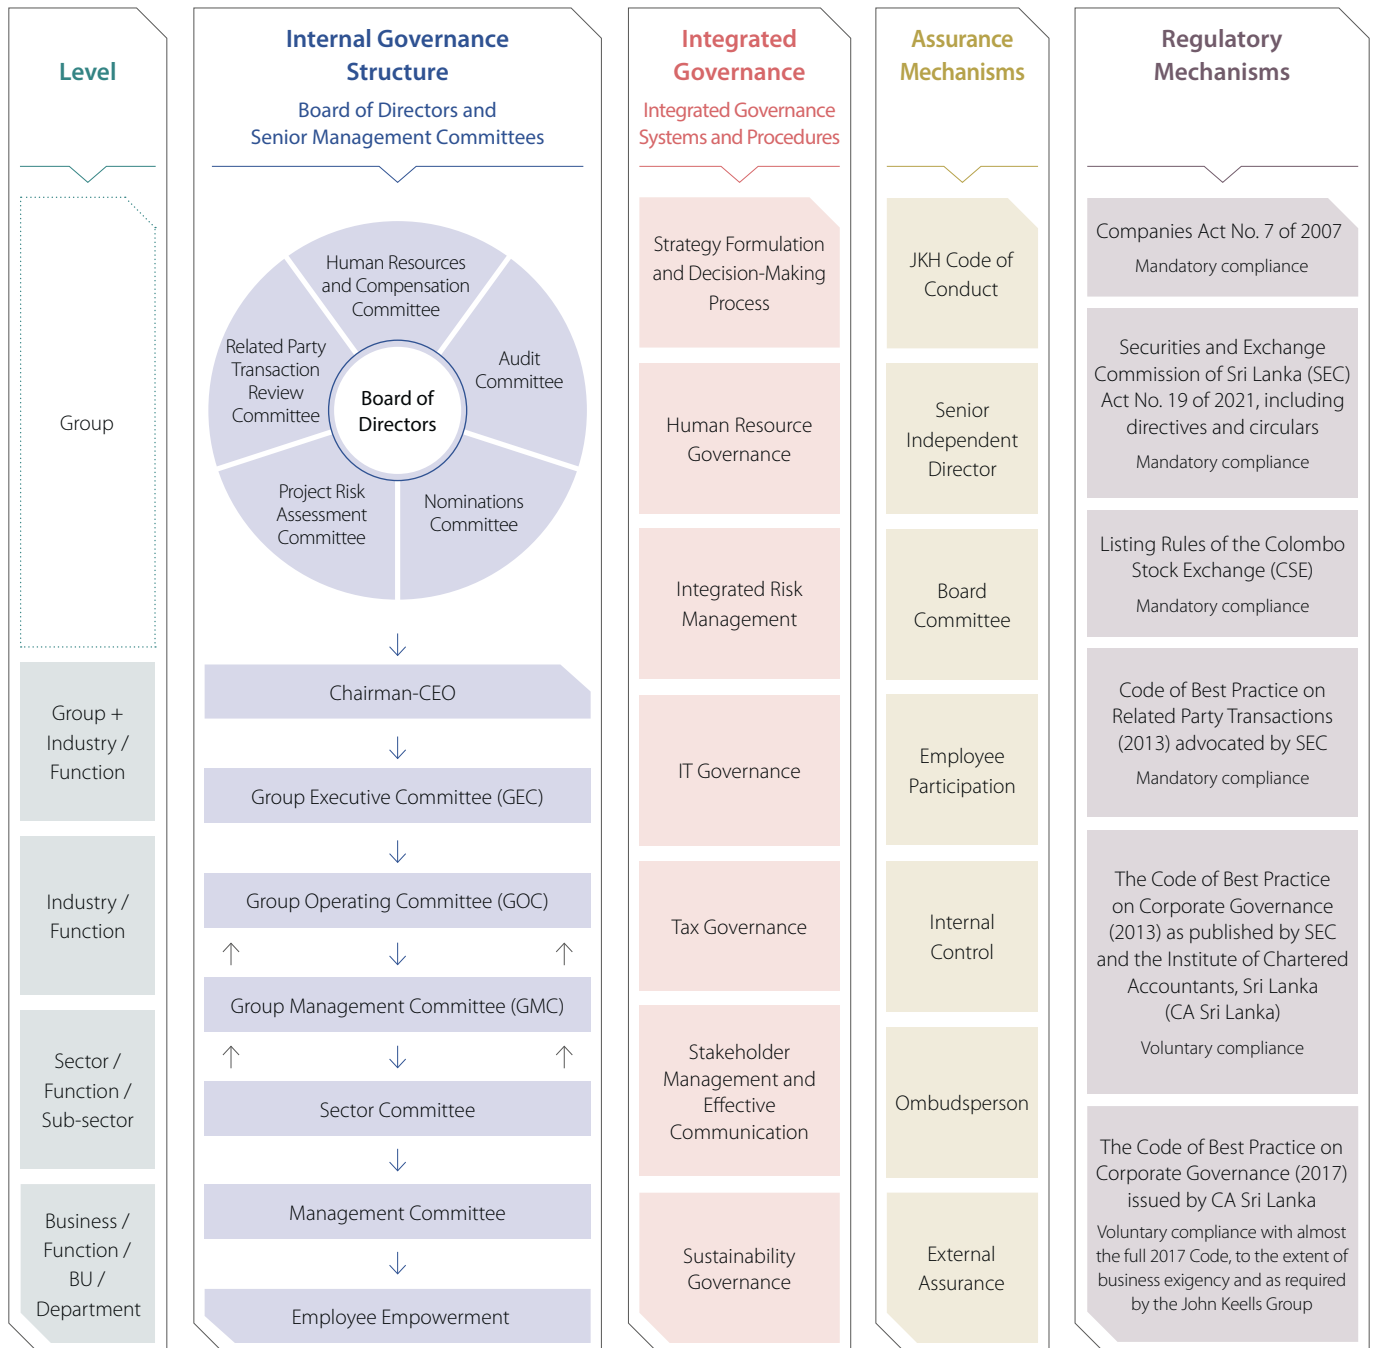 Level
Group
Group +
Industry /
Function
Industry /
Function
Sector /
Function /
Sub-sector
Business /
Function /
BU /
Department
Internal Governance
Structure
Board of Directors and
Senior Management Committees
Human Resources
and Compensation
Committee
Related Party
Transaction
Review
Committee
Audit
Committee
Board of
Directors
Project Risk
Assessment
Committee
Nominations
Committee
Chairman-CEO
Group Executive Committee (GEC)
Group Operating Committee (GOC)
Group Management Committee (GMC)
Sector Committee
Management Committee
Employee Empowerment
Integrated
Governance
Integrated Governance
Systems and Procedures
Strategy Formulation
and Decision-Making
Process
Human Resource
Governance
Integrated Risk
Management
IT Governance
Tax Governance
Stakeholder
Management and
Effective
Communication
Sustainability
Governance
Assurance
Mechanisms
JKH Code of
Conduct
Senior
Independent
Director
Board
Committee
Employee
Participation
Internal
Control
Ombudsperson
External
Assurance
Regulatory
Mechanisms
Companies Act No. 7 of 2007
Mandatory compliance
Securities and Exchange
Commission of Sri Lanka (SEC)
Act No. 19 of 2021, including
directives and circulars
Mandatory compliance
Listing Rules of the Colombo
Stock Exchange (CSE)
Mandatory compliance
Code of Best Practice on
Related Party Transactions
(2013) advocated by SEC
Mandatory compliance
The Code of Best Practice
on Corporate Governance
(2013) as published by SEC
and the Institute of Chartered
Accountants, Sri Lanka
(CA Sri Lanka)
Voluntary compliance
The Code of Best Practice on
Corporate Governance (2017)
issued by CA Sri Lanka
Voluntary compliance with almost
the full 2017 Code, to the extent of
business exigency and as required
by the John Keells Group